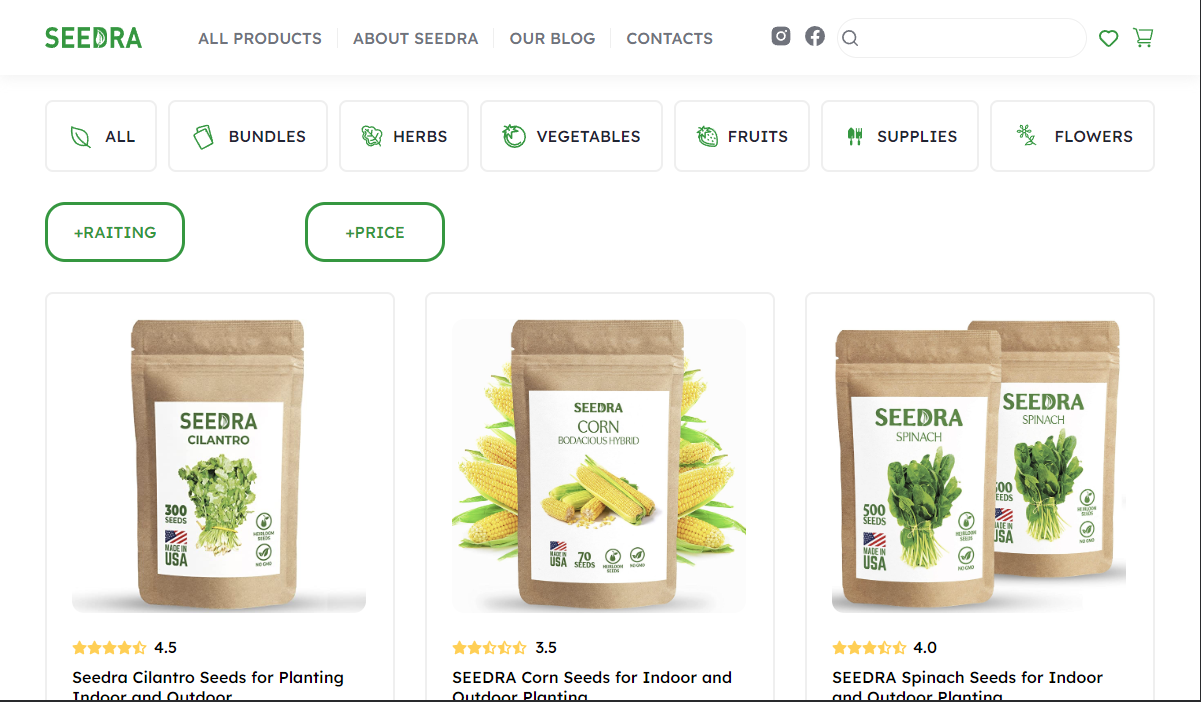 SEEDRA
ALL PRODUCTS
ABOUT SEEDRA
OUR BLOG
CONTACTS
ALL
BUNDLES
HERBS
VEGETABLES
FRUITS
SUPPLIES
FLOWERS
+RAITING
+PRICE
SEEDRA
CILANTRO
300
SEEDS
HEIRLOOM
SEEDS
MADE IN
USA
NO GMO
SEEDRA
CORN
BODACIOUS HYBRID
MADE IN
USA
70
SEEDS
HEIRLOOM
SEEDS
NO GMO
SEEDRA
SPINACH
500
SEEDS
HEIRLOOM
SEEDS
MADE IN
USA
NO GMO
SEEDRA
SPINACH
500
SEEDS
HEIRLOOM
SEEDS
MADE IN
USA
NO GMO
4.5
Seedra Cilantro Seeds for Planting
Indoor and Outdoor
3.5
SEEDRA Corn Seeds for Indoor and
Outdoor Planting
4.0
SEEDRA Spinach Seeds for Indoor
and Outdoor Planting